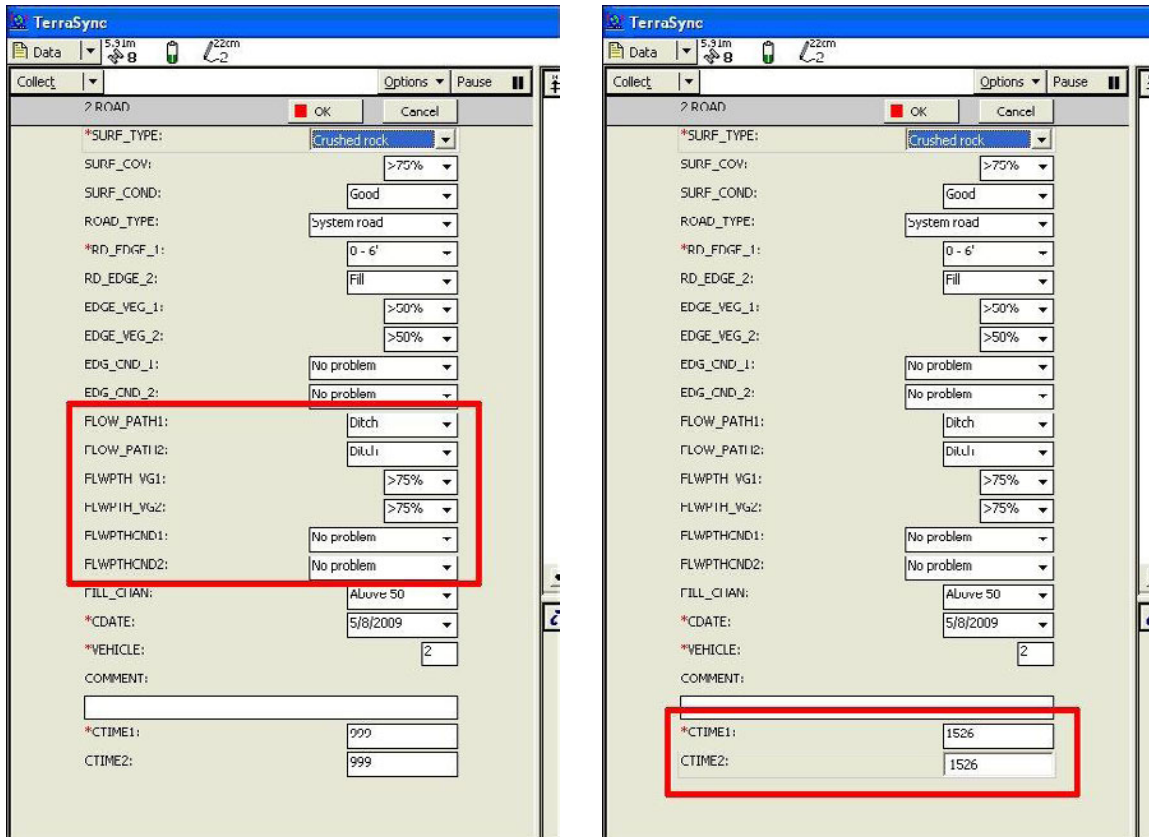 TerraSync
Data 5.91m 8 22cm 2
Collect Options Pause
2 ROAD OK Cancel
*SURF_TYPE: Crushed rock
SURF_COV: >75%
SURF_COND: Good
ROAD_TYPE: System road
*RD_EDGE_1: 0 - 6'
RD_EDGE_2: Fill
EDGE_VEG_1: >50%
EDGE_VEG_2: >50%
EDG_CND_1: No problem
EDG_CND_2: No problem
FLOW_PATH1: Ditch
FLOW_PATH2: Ditch
FLWPTH_VG1: >75%
FLWPTH_VG2: >75%
FLWPTHCND1: No problem
FLWPTHCND2: No problem
FILL_CHAN: Above 50
*CDATE: 5/8/2009
*VEHICLE: 2
COMMENT:
*CTIME1: 999
CTIME2: 999
TerraSync
Data 5.91m 8 22cm 2
Collect Options Pause
2 ROAD OK Cancel
*SURF_TYPE: Crushed rock
SURF_COV: >75%
SURF_COND: Good
ROAD_TYPE: System road
*RD_EDGE_1: 0 - 6'
RD_EDGE_2: Fill
EDGE_VEG_1: >50%
EDGE_VEG_2: >50%
EDG_CND_1: No problem
EDG_CND_2: No problem
FLOW_PATH1: Ditch
FLOW_PATH2: Ditch
FLWPTH_VG1: >75%
FLWPTH_VG2: >75%
FLWPTHCND1: No problem
FLWPTHCND2: No problem
FILL_CHAN: Above 50
*CDATE: 5/8/2009
*VEHICLE: 2
COMMENT:
*CTIME1: 1526
CTIME2: 1526